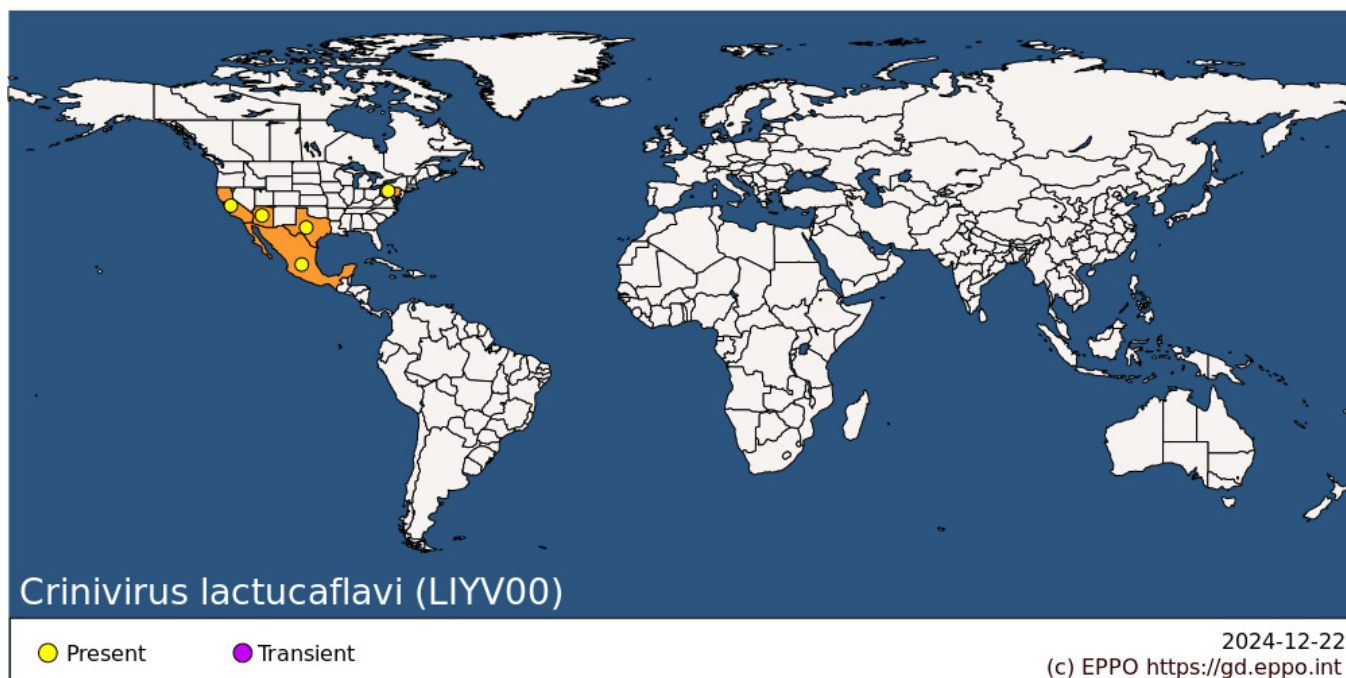 Crinivirus lactucaflavi (LIYV00)
Present
Transient
2024-12-22
(c) EPPO https://gd.eppo.int